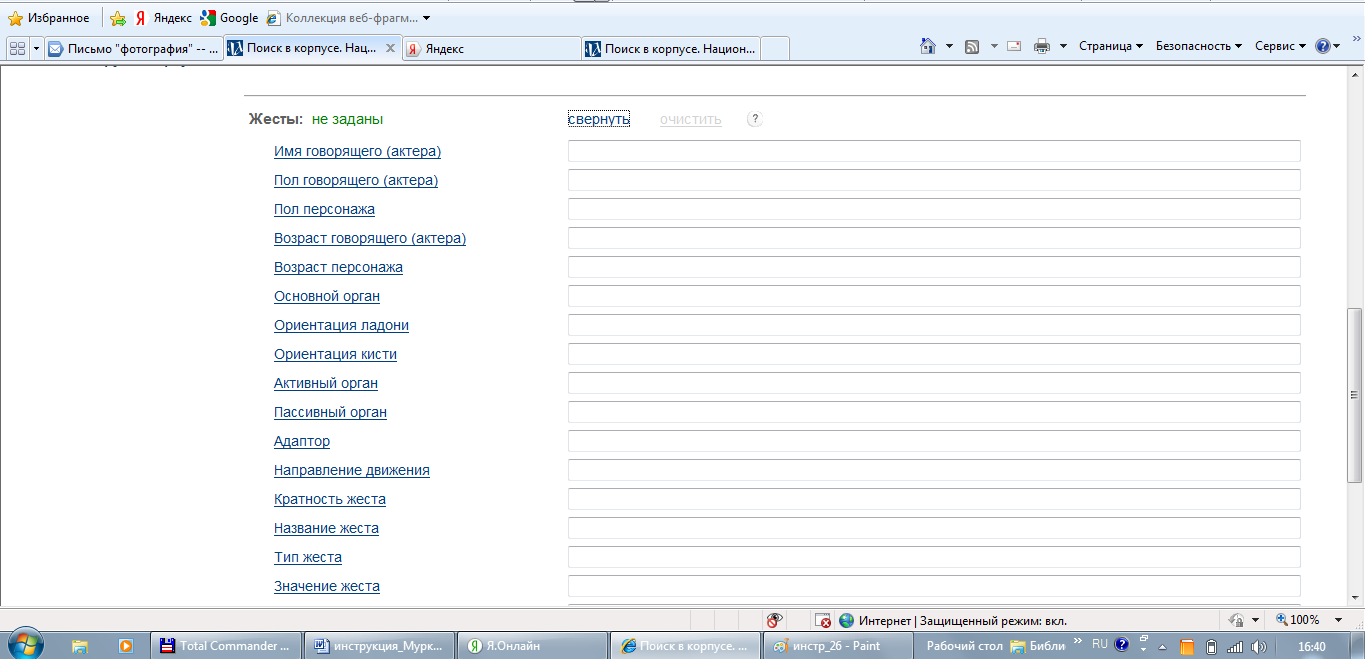 Избранное Яндекс Google Коллекция веб-фрагм...
Письмо "фотография" -- ... Поиск в корпусе. Нац... Яндекс Поиск в корпусе. Национ... Страница Безопасность Сервис
Жесты: не заданы свернуть очистить ?
Имя говорящего (актера)
Пол говорящего (актера)
Пол персонажа
Возраст говорящего (актера)
Возраст персонажа
Основной орган
Ориентация ладони
Ориентация кисти
Активный орган
Пассивный орган
Адаптор
Направление движения
Кратность жеста
Название жеста
Тип жеста
Значение жеста
Интернет | Защищенный режим: вкл. 100%
Total Commander ... инструкция_Мурк... Я.Онлайн Поиск в корпусе. ... инстр_26 - Paint Рабочий стол Библи RU 16:40